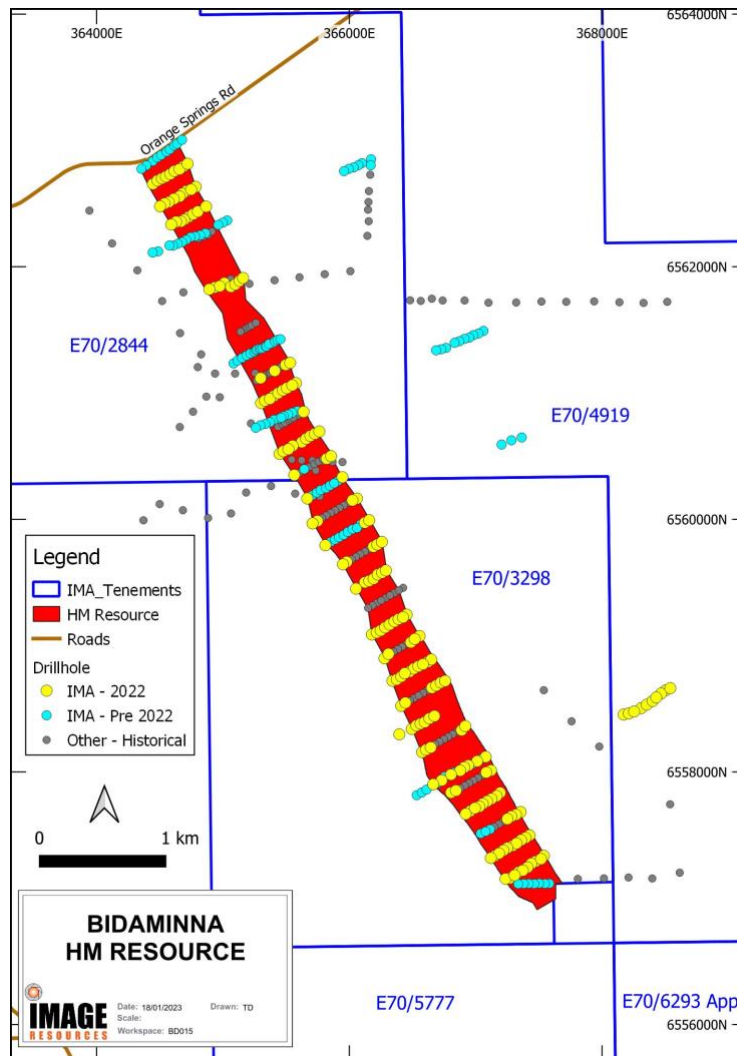 364000E
366000E
368000E
6564000N
Orange Springs Rd
6562000N
E70/2844
E70/4919
6560000N
E70/3298
Legend
IMA_Tenements
HM Resource
Roads
Drillhole
IMA - 2022
IMA - Pre 2022
Other - Historical
6558000N
0 1 km
BIDAMINNA
HM RESOURCE
IMAGE
RESOURCES
Date: 18/01/2023 Drawn: TD
Scale:
Workspace: BD015
E70/5777
E70/6293 App
6556000N